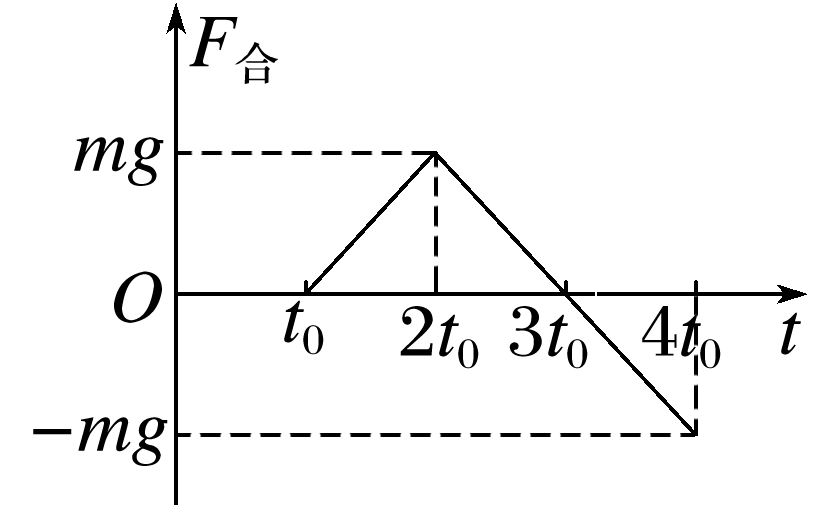 F合
mg
O
t₀ 2t₀ 3t₀ 4t₀ t
−mg